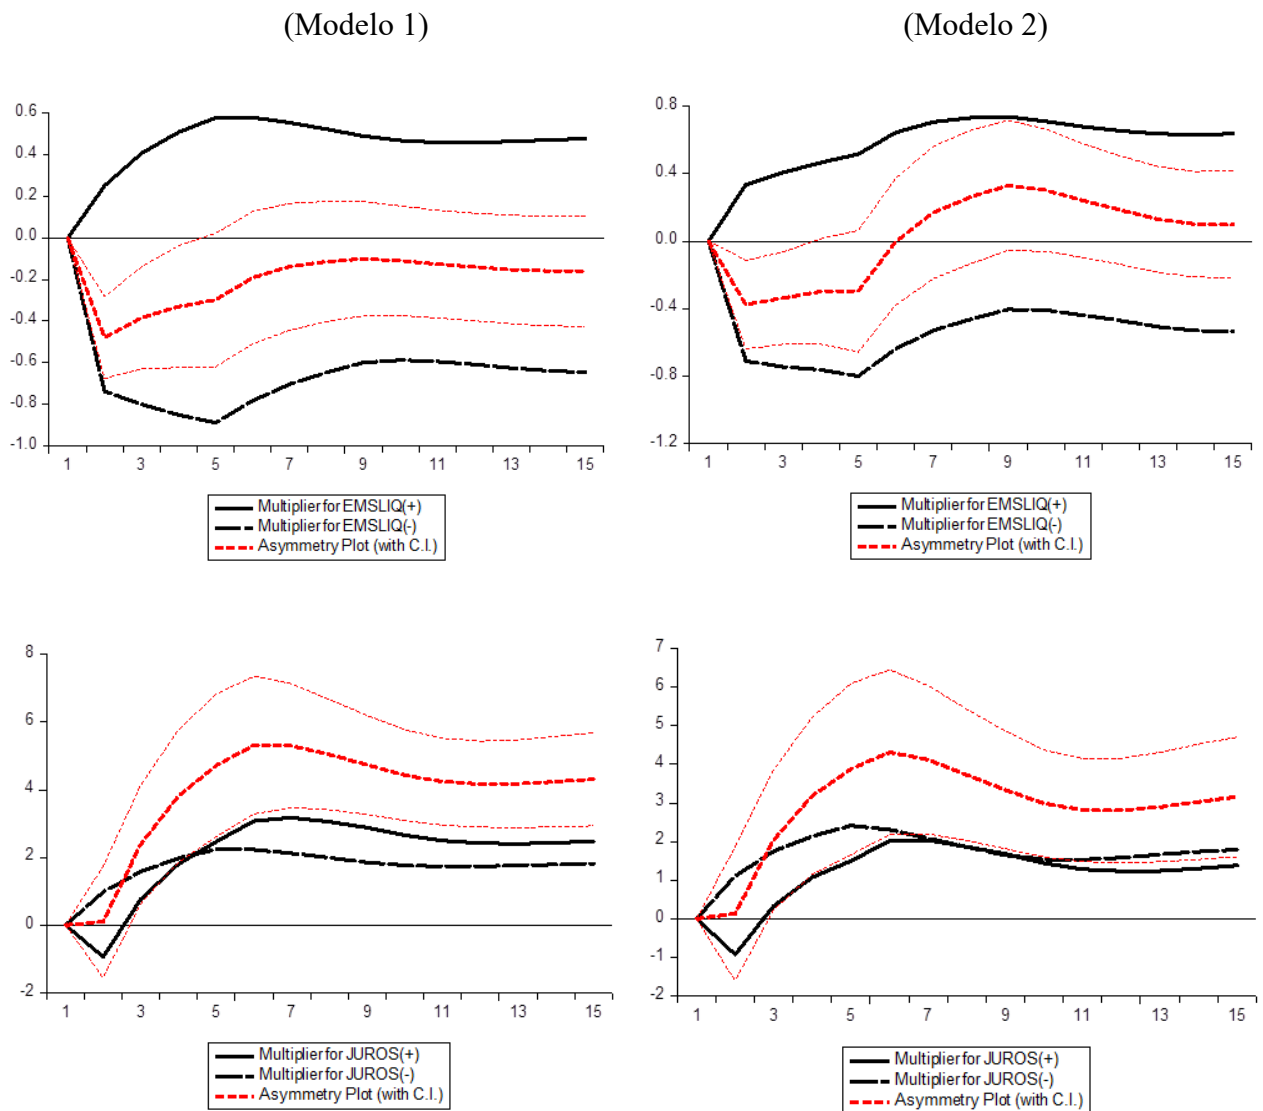 (Modelo 1)
(Modelo 2)
0.6
0.4
0.2
0.0
-0.2
-0.4
-0.6
-0.8
-1.0
1 3 5 7 9 11 13 15
Multiplier for EMSLIQ(+)
Multiplier for EMSLIQ(-)
Asymmetry Plot (with C.I.)
0.8
0.4
0.0
-0.4
-0.8
-1.2
1 3 5 7 9 11 13 15
Multiplier for EMSLIQ(+)
Multiplier for EMSLIQ(-)
Asymmetry Plot (with C.I.)
8
6
4
2
0
-2
1 3 5 7 9 11 13 15
Multiplier for JUROS(+)
Multiplier for JUROS(-)
Asymmetry Plot (with C.I.)
7
6
5
4
3
2
1
0
-1
-2
1 3 5 7 9 11 13 15
Multiplier for JUROS(+)
Multiplier for JUROS(-)
Asymmetry Plot (with C.I.)